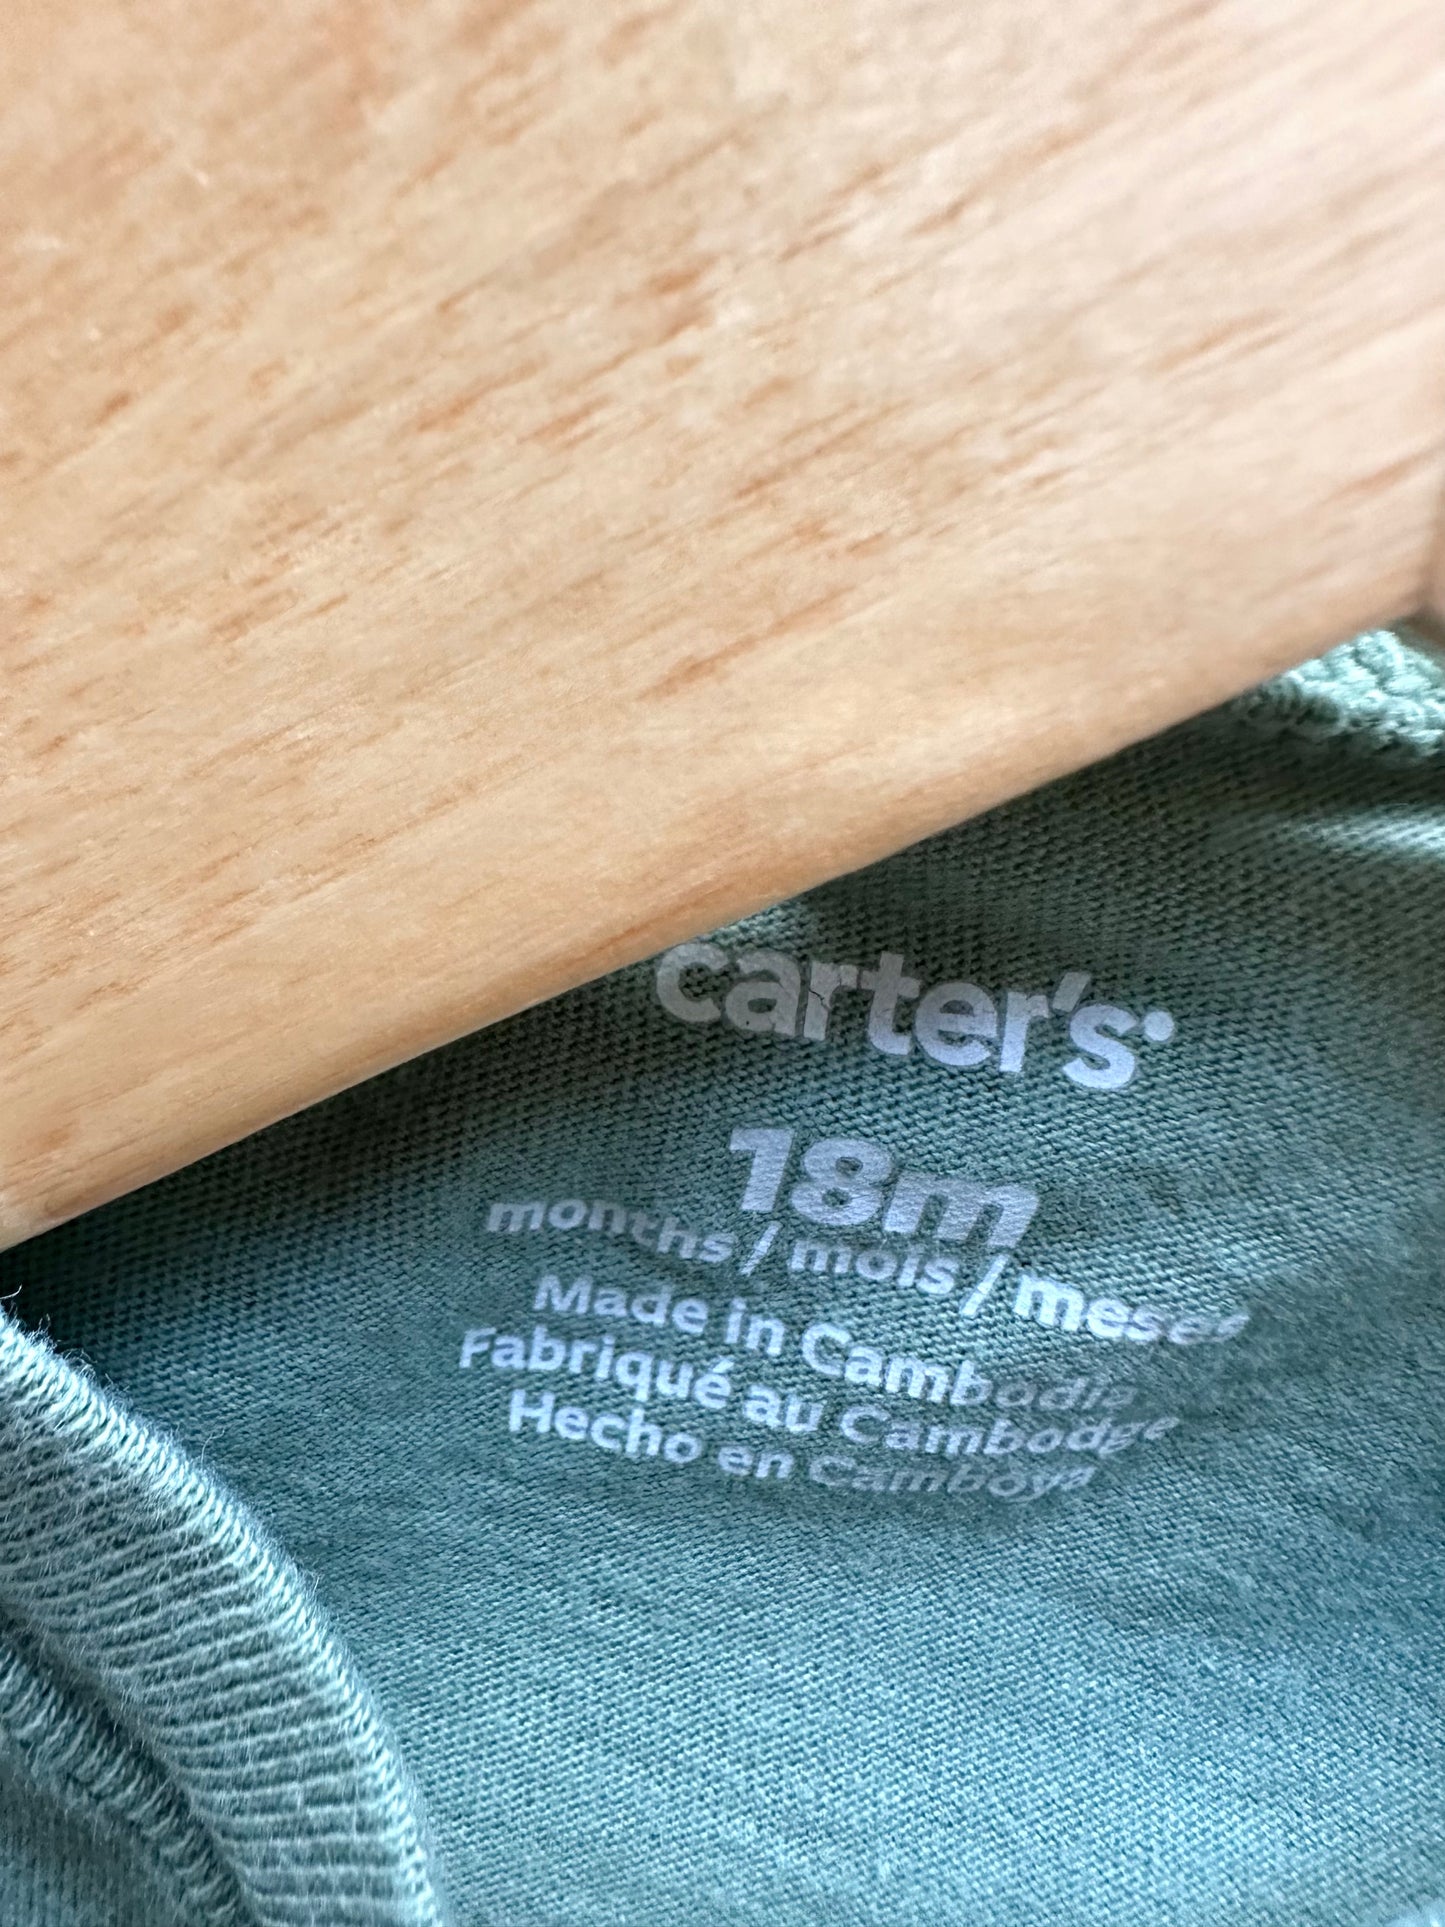 carter's
18m
months / mois / meses
Made in Cambodia
Fabriqué au Cambodge
Hecho en Camboya